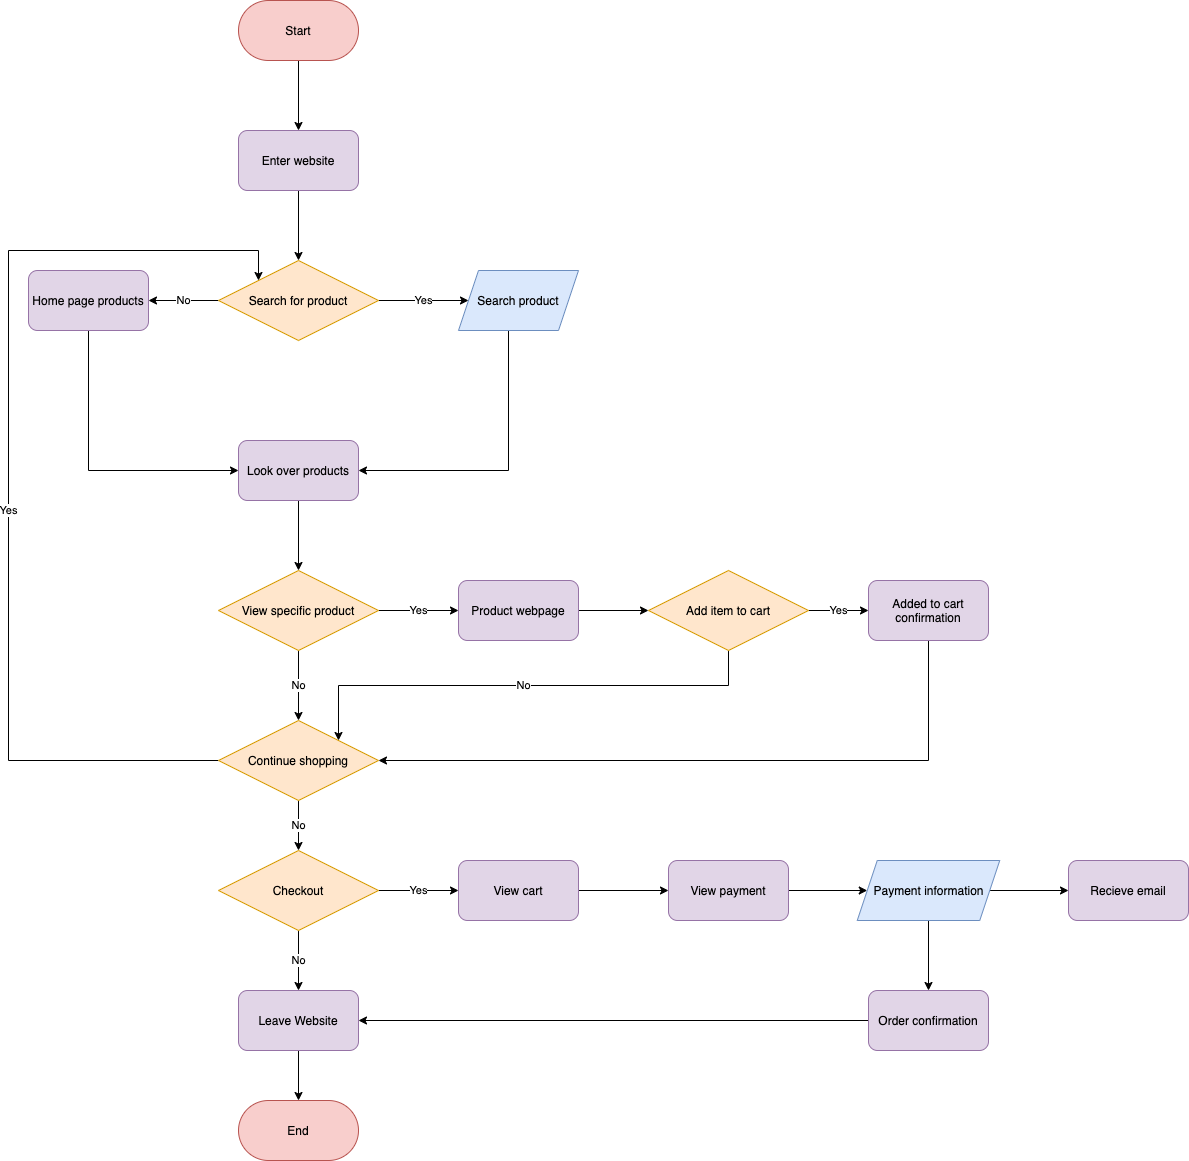 Start
Enter website
Home page products
No
Search for product
Yes
Search product
Look over products
Yes
View specific product
Yes
Product webpage
Add item to cart
Yes
Added to cart
confirmation
No
No
Continue shopping
No
Checkout
Yes
View cart
View payment
Payment information
Recieve email
No
Leave Website
Order confirmation
End